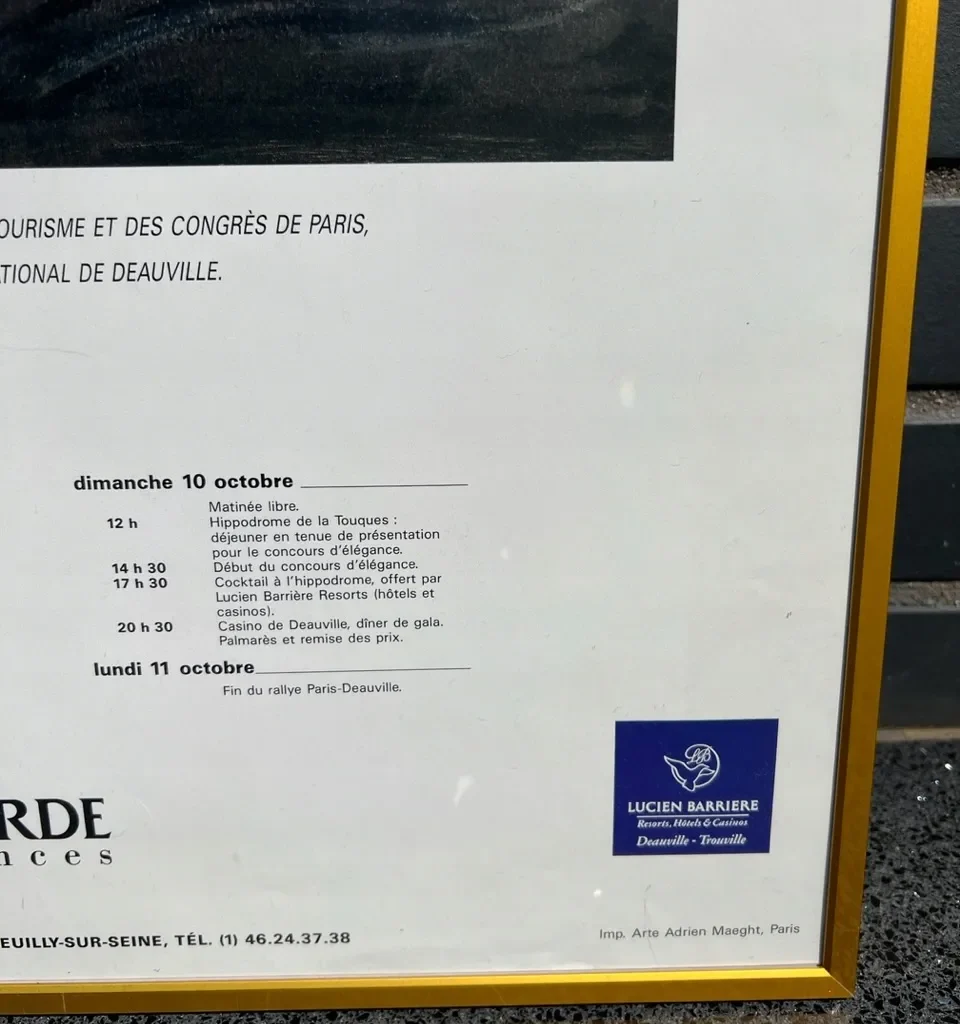 OURISME ET DES CONGRÈS DE PARIS,
TIONAL DE DEAUVILLE.
dimanche 10 octobre
Matinée libre.
12 h Hippodrome de la Touques :
déjeuner en tenue de présentation
pour le concours d'élégance.
14 h 30 Début du concours d'élégance.
17 h 30 Cocktail à l'hippodrome, offert par
Lucien Barrière Resorts (hôtels et
casinos).
20 h 30 Casino de Deauville, dîner de gala.
Palmarès et remise des prix.
lundi 11 octobre
Fin du rallye Paris-Deauville.
RDE
nces
LB
LUCIEN BARRIERE
Resorts, Hôtels & Casinos
Deauville - Trouville
EUILLY-SUR-SEINE, TÉL. (1) 46.24.37.38
Imp. Arte Adrien Maeght, Paris